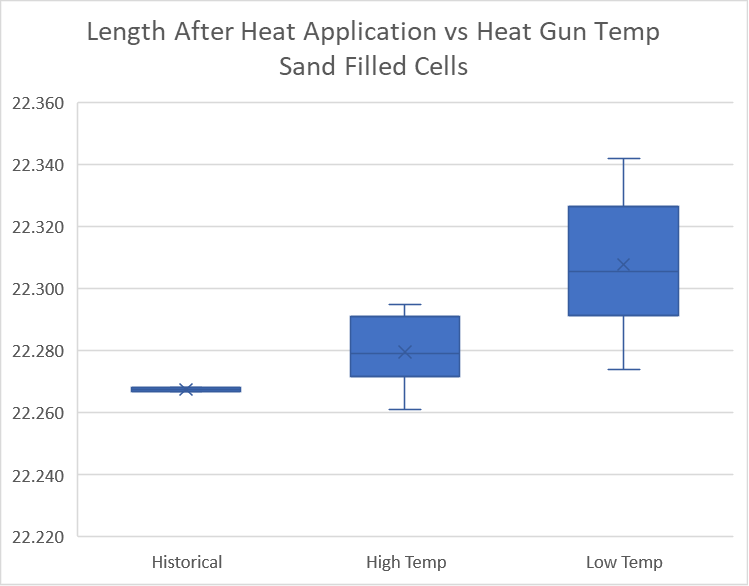 Length After Heat Application vs Heat Gun Temp
Sand Filled Cells
22.360
22.340
22.320
22.300
22.280
22.260
22.240
22.220
Historical
High Temp
Low Temp